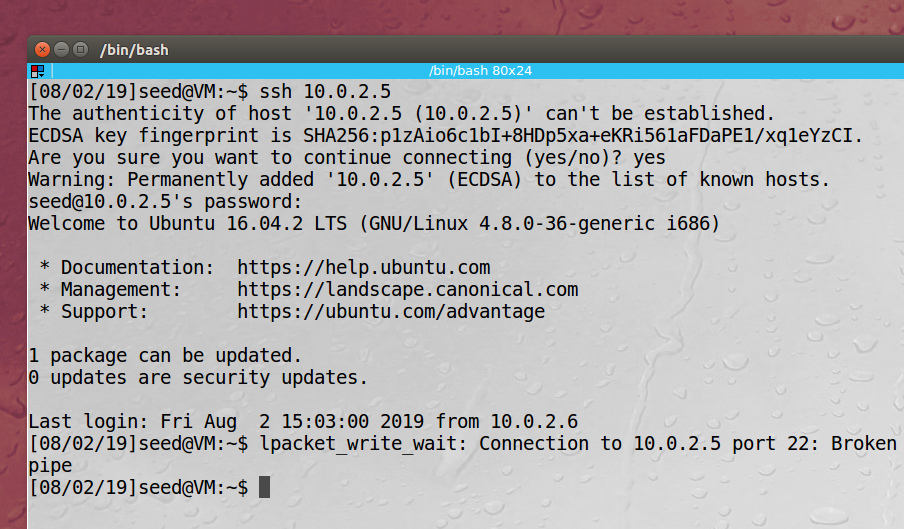 /bin/bash
/bin/bash 80x24
[08/02/19]seed@VM:~$ ssh 10.0.2.5
The authenticity of host '10.0.2.5 (10.0.2.5)' can't be established.
ECDSA key fingerprint is SHA256:p1zAio6c1bI+8HDp5xa+eKRi561aFDaPE1/xq1eYzCI.
Are you sure you want to continue connecting (yes/no)? yes
Warning: Permanently added '10.0.2.5' (ECDSA) to the list of known hosts.
seed@10.0.2.5's password:
Welcome to Ubuntu 16.04.2 LTS (GNU/Linux 4.8.0-36-generic i686)
* Documentation:  https://help.ubuntu.com
* Management:     https://landscape.canonical.com
* Support:        https://ubuntu.com/advantage
1 package can be updated.
0 updates are security updates.
Last login: Fri Aug  2 15:03:00 2019 from 10.0.2.6
[08/02/19]seed@VM:~$ lpacket_write_wait: Connection to 10.0.2.5 port 22: Broken
pipe
[08/02/19]seed@VM:~$